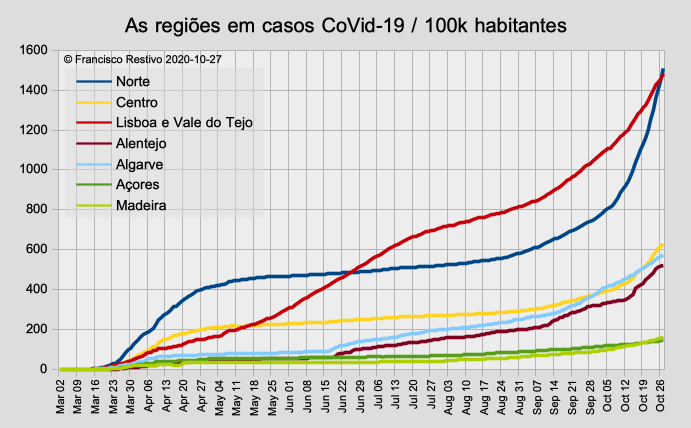 As regiões em casos CoVid-19 / 100k habitantes
© Francisco Restivo 2020-10-27
Norte
Centro
Lisboa e Vale do Tejo
Alentejo
Algarve
Açores
Madeira
1600
1400
1200
1000
800
600
400
200
0
Mar 02
Mar 09
Mar 16
Mar 23
Mar 30
Apr 06
Apr 13
Apr 20
Apr 27
May 04
May 11
May 18
May 25
Jun 01
Jun 08
Jun 15
Jun 22
Jun 29
Jul 06
Jul 13
Jul 20
Jul 27
Aug 03
Aug 10
Aug 17
Aug 24
Aug 31
Sep 07
Sep 14
Sep 21
Sep 28
Oct 05
Oct 12
Oct 19
Oct 26